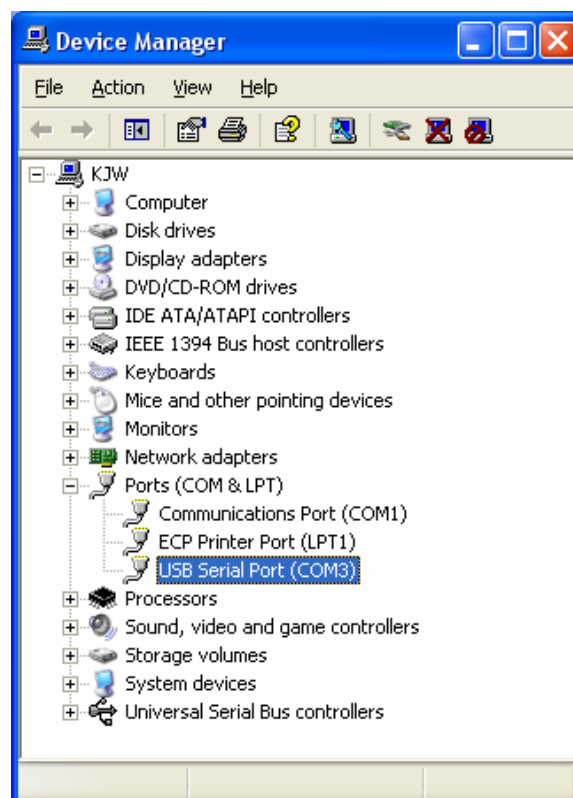 Device Manager
File Action View Help
KJW
Computer
Disk drives
Display adapters
DVD/CD-ROM drives
IDE ATA/ATAPI controllers
IEEE 1394 Bus host controllers
Keyboards
Mice and other pointing devices
Monitors
Network adapters
Ports (COM & LPT)
Communications Port (COM1)
ECP Printer Port (LPT1)
USB Serial Port (COM3)
Processors
Sound, video and game controllers
Storage volumes
System devices
Universal Serial Bus controllers